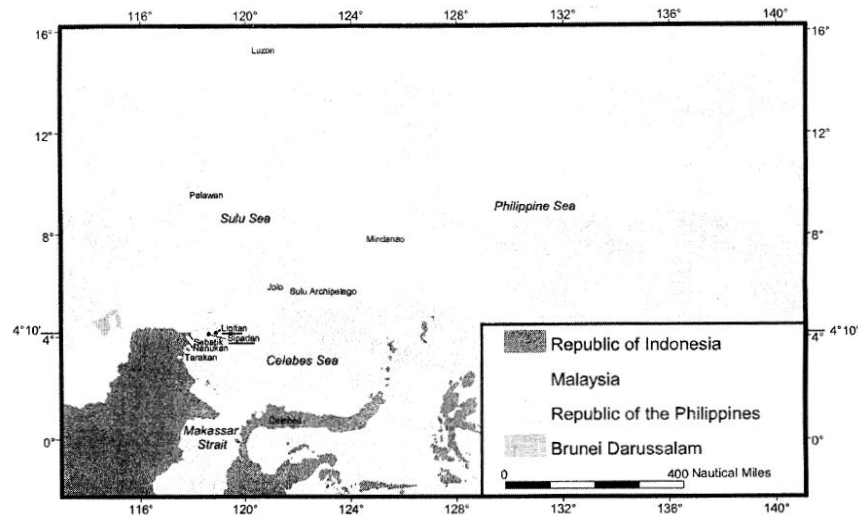 116° 120° 124° 128° 132° 136° 140°
16° 16°
Luzon
12° 12°
Palawan
Philippine Sea
Sulu Sea
8° Mindanao 8°
Jolo Sulu Archipelago
Ligitan
4°10' 4°10'
4° Sipadan 4°
Sebatik
Nanukan
Tarakan
Celebes Sea
Republic of Indonesia
Malaysia
Republic of the Philippines
Brunei Darussalam
Celebes
Makassar
Strait
0° 0°
0 400 Nautical Miles
116° 120° 124° 128° 132° 136° 140°